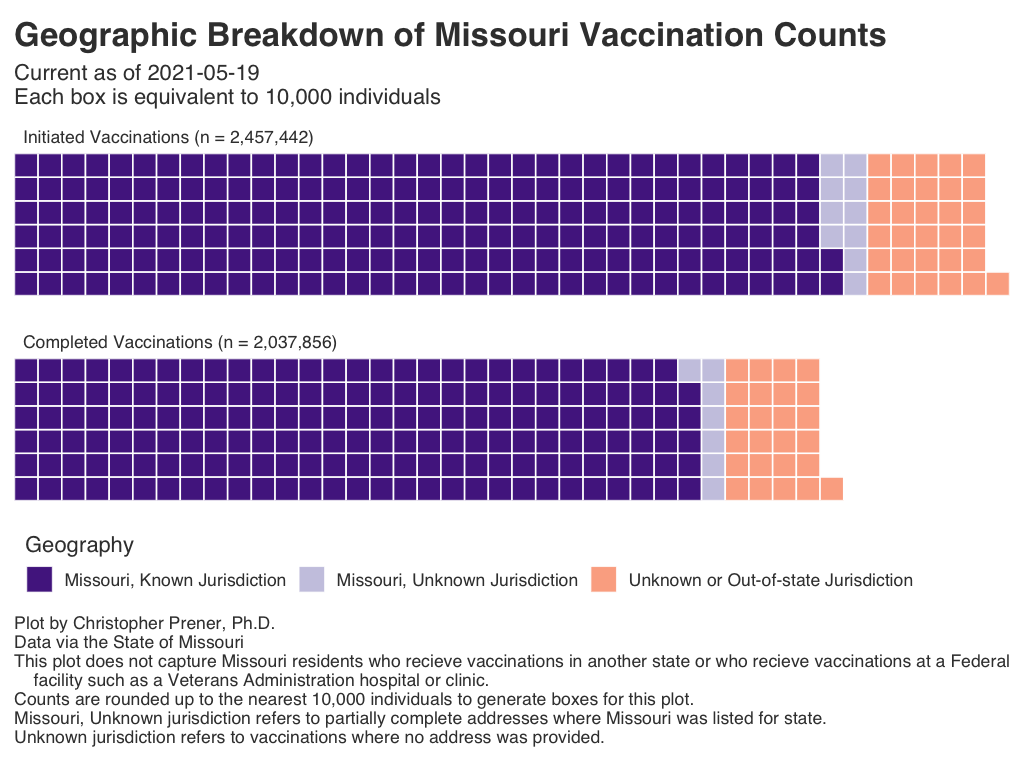 Geographic Breakdown of Missouri Vaccination Counts
Current as of 2021-05-19
Each box is equivalent to 10,000 individuals
Initiated Vaccinations (n = 2,457,442)
Completed Vaccinations (n = 2,037,856)
Geography
Missouri, Known Jurisdiction Missouri, Unknown Jurisdiction Unknown or Out-of-state Jurisdiction
Plot by Christopher Prener, Ph.D.
Data via the State of Missouri
This plot does not capture Missouri residents who recieve vaccinations in another state or who recieve vaccinations at a Federal
facility such as a Veterans Administration hospital or clinic.
Counts are rounded up to the nearest 10,000 individuals to generate boxes for this plot.
Missouri, Unknown jurisdiction refers to partially complete addresses where Missouri was listed for state.
Unknown jurisdiction refers to vaccinations where no address was provided.